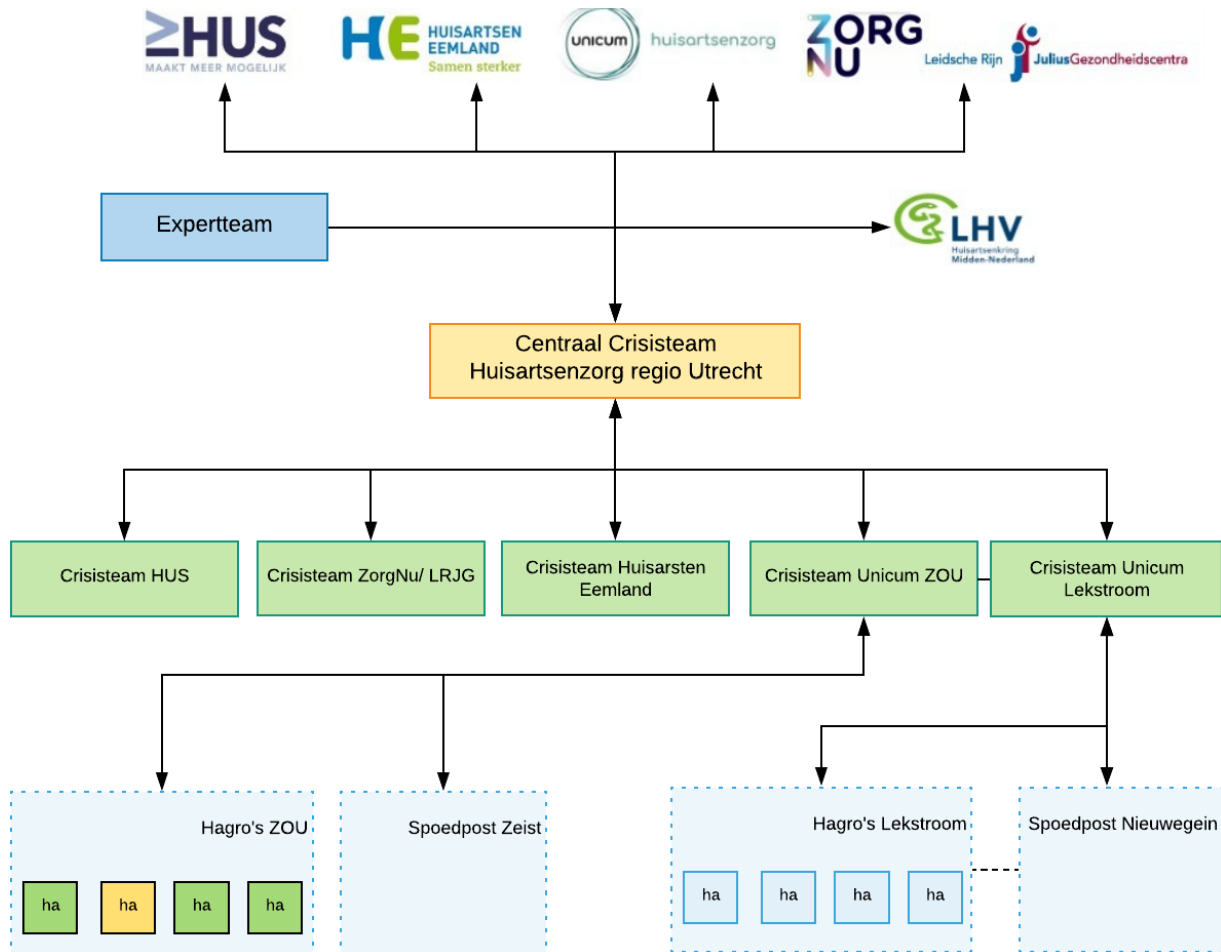 HUS
MAAKT MEER MOGELIJK
HE HUISARTSEN
EEMLAND
Samen sterker
unicum huisartsenzorg
ZORG
NU
Leidsche Rijn JuliusGezondheidscentra
Expertteam
LHV
Huisartsenkring
Midden-Nederland
Centraal Crisisteam
Huisartsenzorg regio Utrecht
Crisisteam HUS
Crisisteam ZorgNu/ LRJG
Crisisteam Huisarsten
Eemland
Crisisteam Unicum ZOU
Crisisteam Unicum
Lekstroom
Hagro's ZOU
Spoedpost Zeist
Hagro's Lekstroom
Spoedpost Nieuwegein
ha ha ha ha
ha ha ha ha